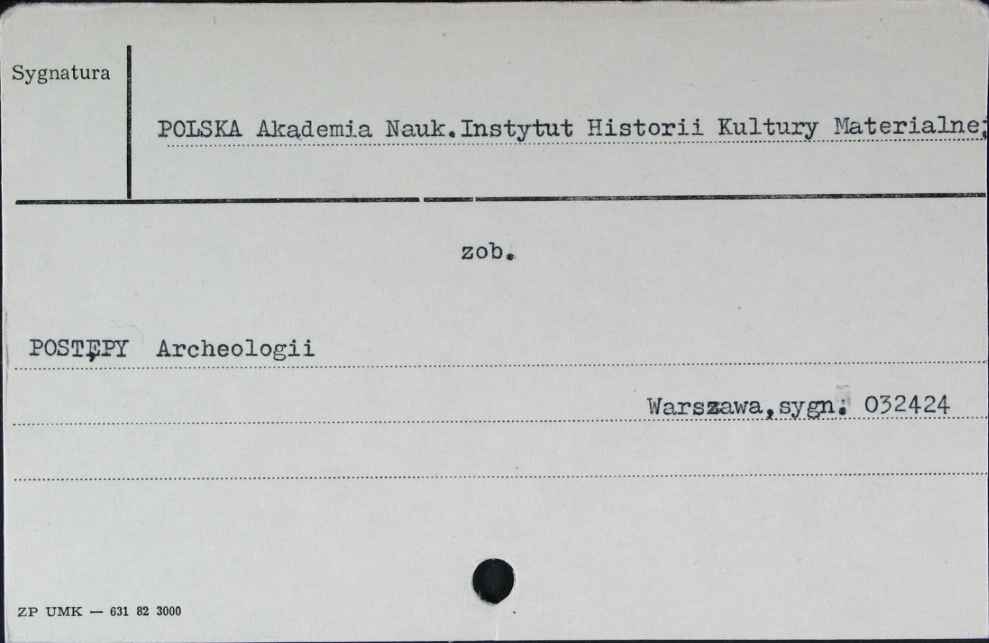 Sygnatura
POLSKA Akademia Nauk.Instytut Historii Kultury Materialnej
zob.
POSTĘPY Archeologii
Warszawa,sygn: 032424
ZP UMK — 631 82 3000